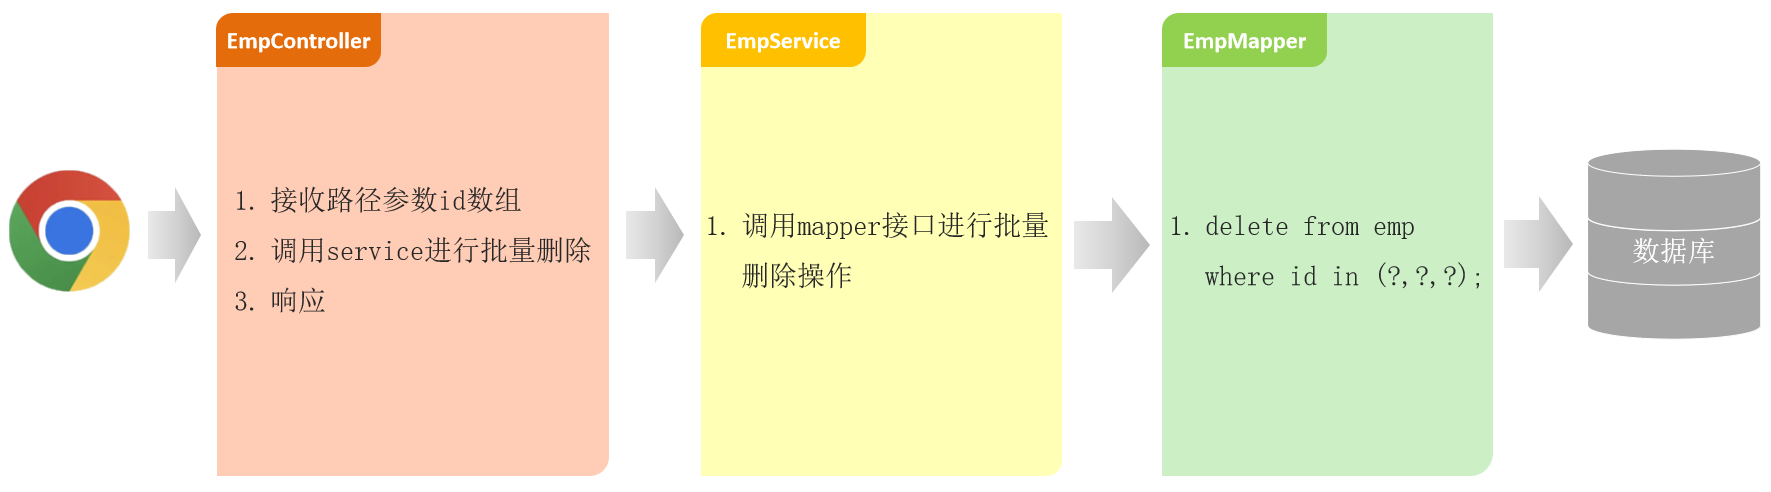 EmpController
1. 接收路径参数id数组
2. 调用service进行批量删除
3. 响应
EmpService
1. 调用mapper接口进行批量
删除操作
EmpMapper
1. delete from emp
where id in (?,?,?);
数据库